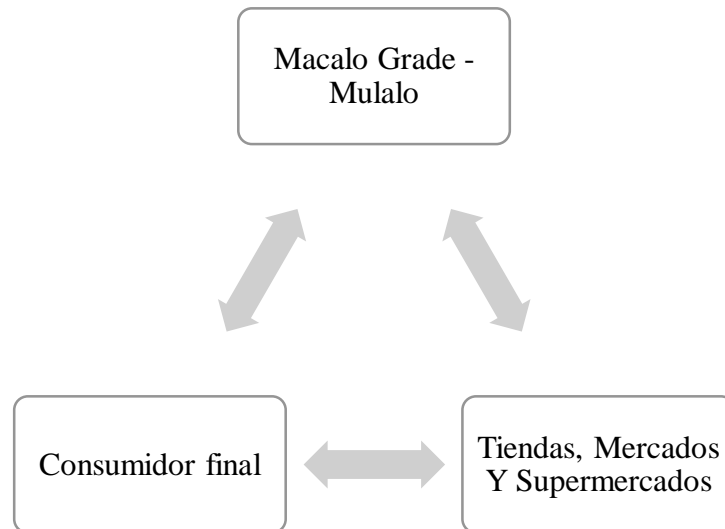 Macalo Grade -
Mulalo
Consumidor final
Tiendas, Mercados
Y Supermercados